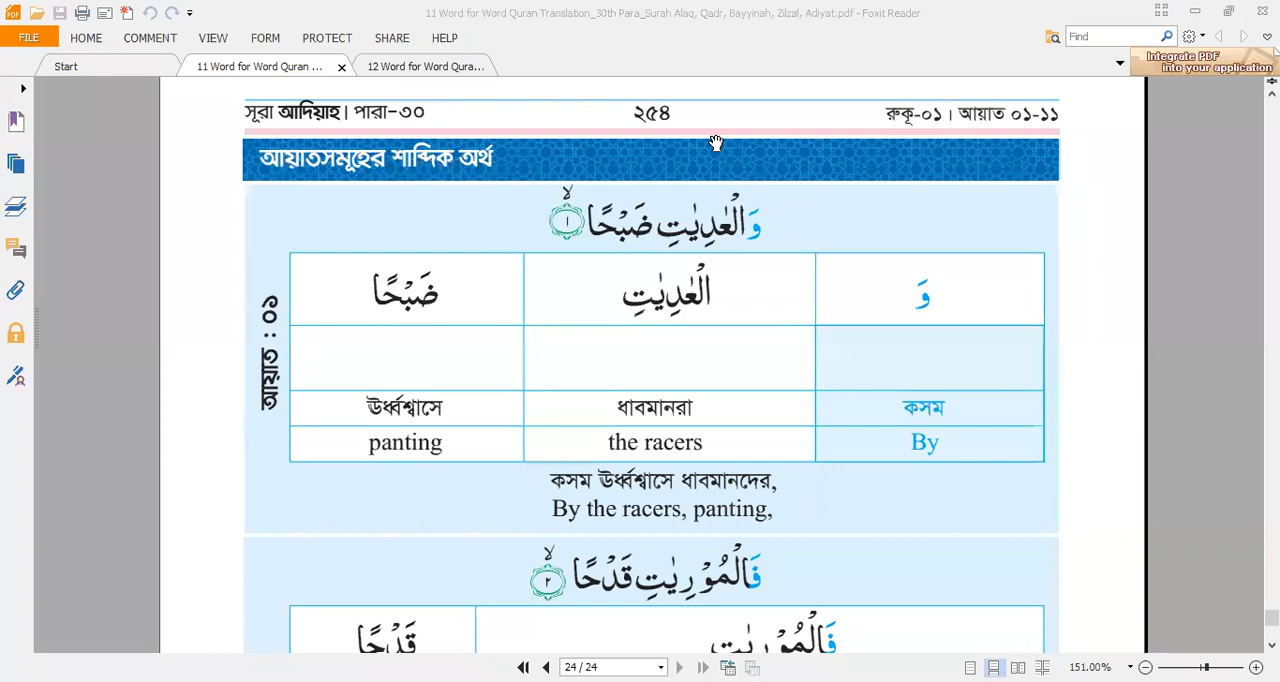 11 Word for Word Quran Translation_30th Para_Surah Alaq, Qadr, Bayyinah, Zilzal, Adiyat.pdf - Foxit Reader
FILE HOME COMMENT VIEW FORM PROTECT SHARE HELP
Find
Start 11 Word for Word Quran ... 12 Word for Word Qura...
Integrate PDF
into your application
সূরা আদিয়াহ | পারা-৩০ ২৫৪ রুকূ-০১ | আয়াত ০১-১১
আয়াতসমূহের শাব্দিক অর্থ
وَالْعٰدِيٰتِ ضَبْحًا ۙ ١
وَ الْعٰدِيٰتِ ضَبْحًا
আয়াত : ০১
ঊর্ধ্বশ্বাসে ধাবমানরা কসম
panting the racers By
কসম ঊর্ধ্বশ্বাসে ধাবমানদের,
By the racers, panting,
فَالْمُوْرِيٰتِ قَدْحًا ۙ ٢
فَالْمُوْرِيٰتِ قَدْحًا
24 / 24 151.00%